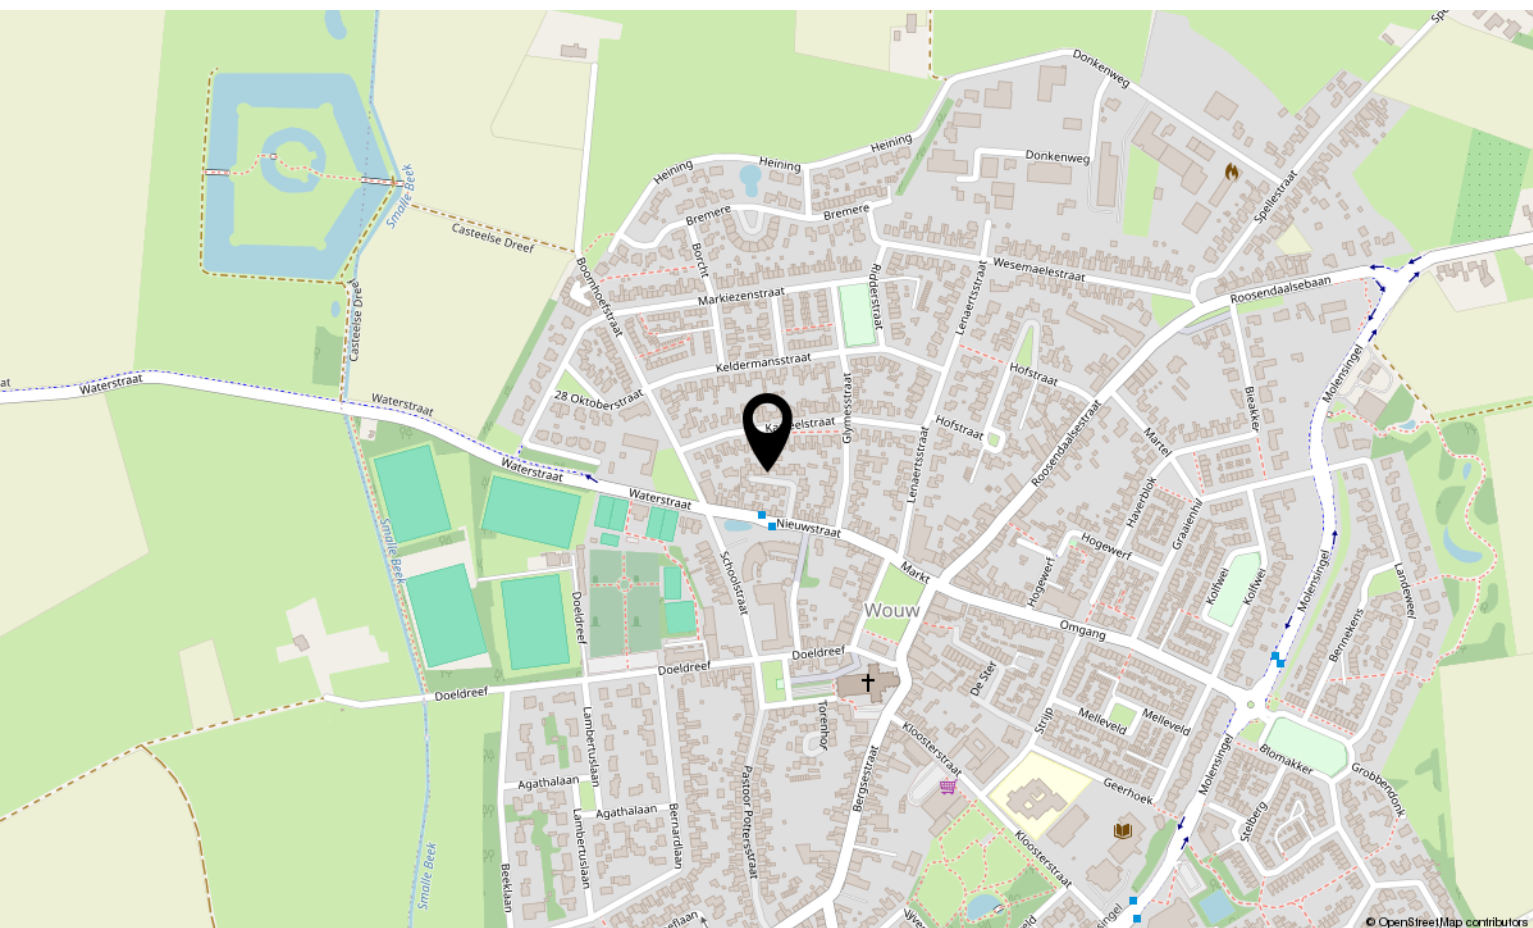 Donkenweg
Heining
Heining
Heining
Donkenweg
Smalle Beek
Casteelse Dreef
Bremere
Bremere
Spellestraat
Borcht
Boomhoefstraat
Wesemaelestraat
Ridderstraat
Lenaertsstraat
Roosendaalsebaan
Markiezenstraat
Casteelse Dreef
Keldermansstraat
Hofstraat
Molensingel
Waterstraat
Waterstraat
28 Oktoberstraat
Glymesstraat
Bieakker
Hofstraat
Martel
Roosendaalsestraat
Lenaertsstraat
Waterstraat
Waterstraat
Haverblok
Graaienhil
Nieuwstraat
Smalle Beek
Hogewerf
Hogewerf
Schoolstraat
Markt
Kolfwei
Kolfwei
Molensingel
Landeweel
Wouw
Doeldreef
Omgang
Bennekens
Doeldreef
Doeldreef
Doeldreef
De Ster
Torenhof
Strijp
Melleveld
Melleveld
Lambertuslaan
Kloosterstraat
Bergsestraat
Molensingel
Blomakker
Grobbendonk
Pastoor Pottersstraat
Agathalaan
Agathalaan
Geerhoek
Stelberg
Lambertuslaan
Bernardlaan
Kloosterstraat
Beeklaan
Smalle Beek
© OpenStreetMap contributors